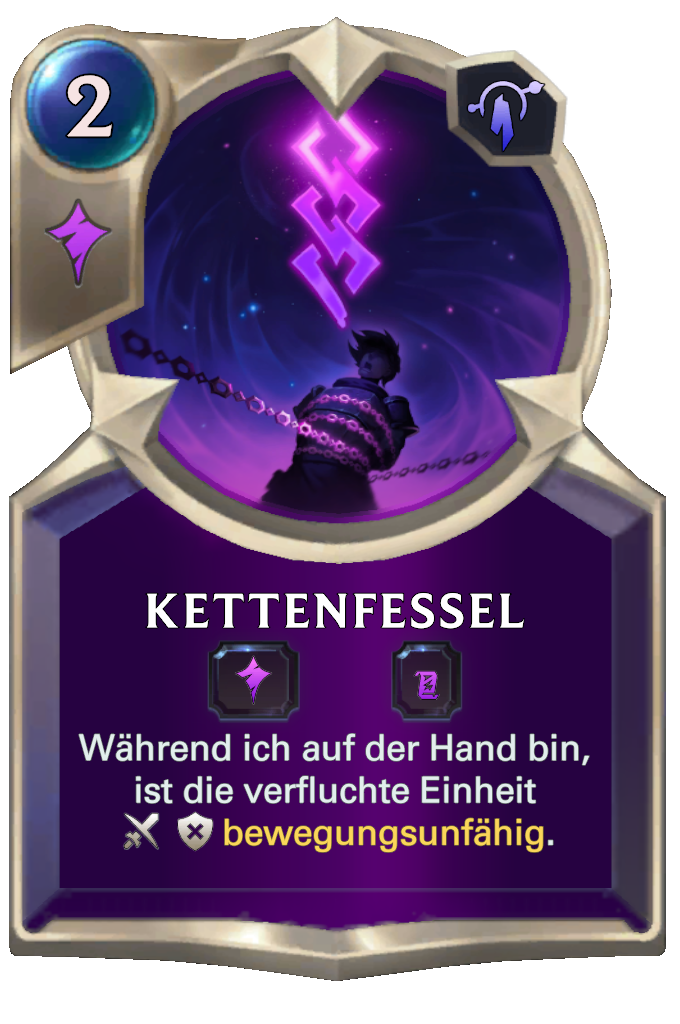 2
KETTENFESSEL
Während ich auf der Hand bin,
ist die verfluchte Einheit
bewegungsunfähig.